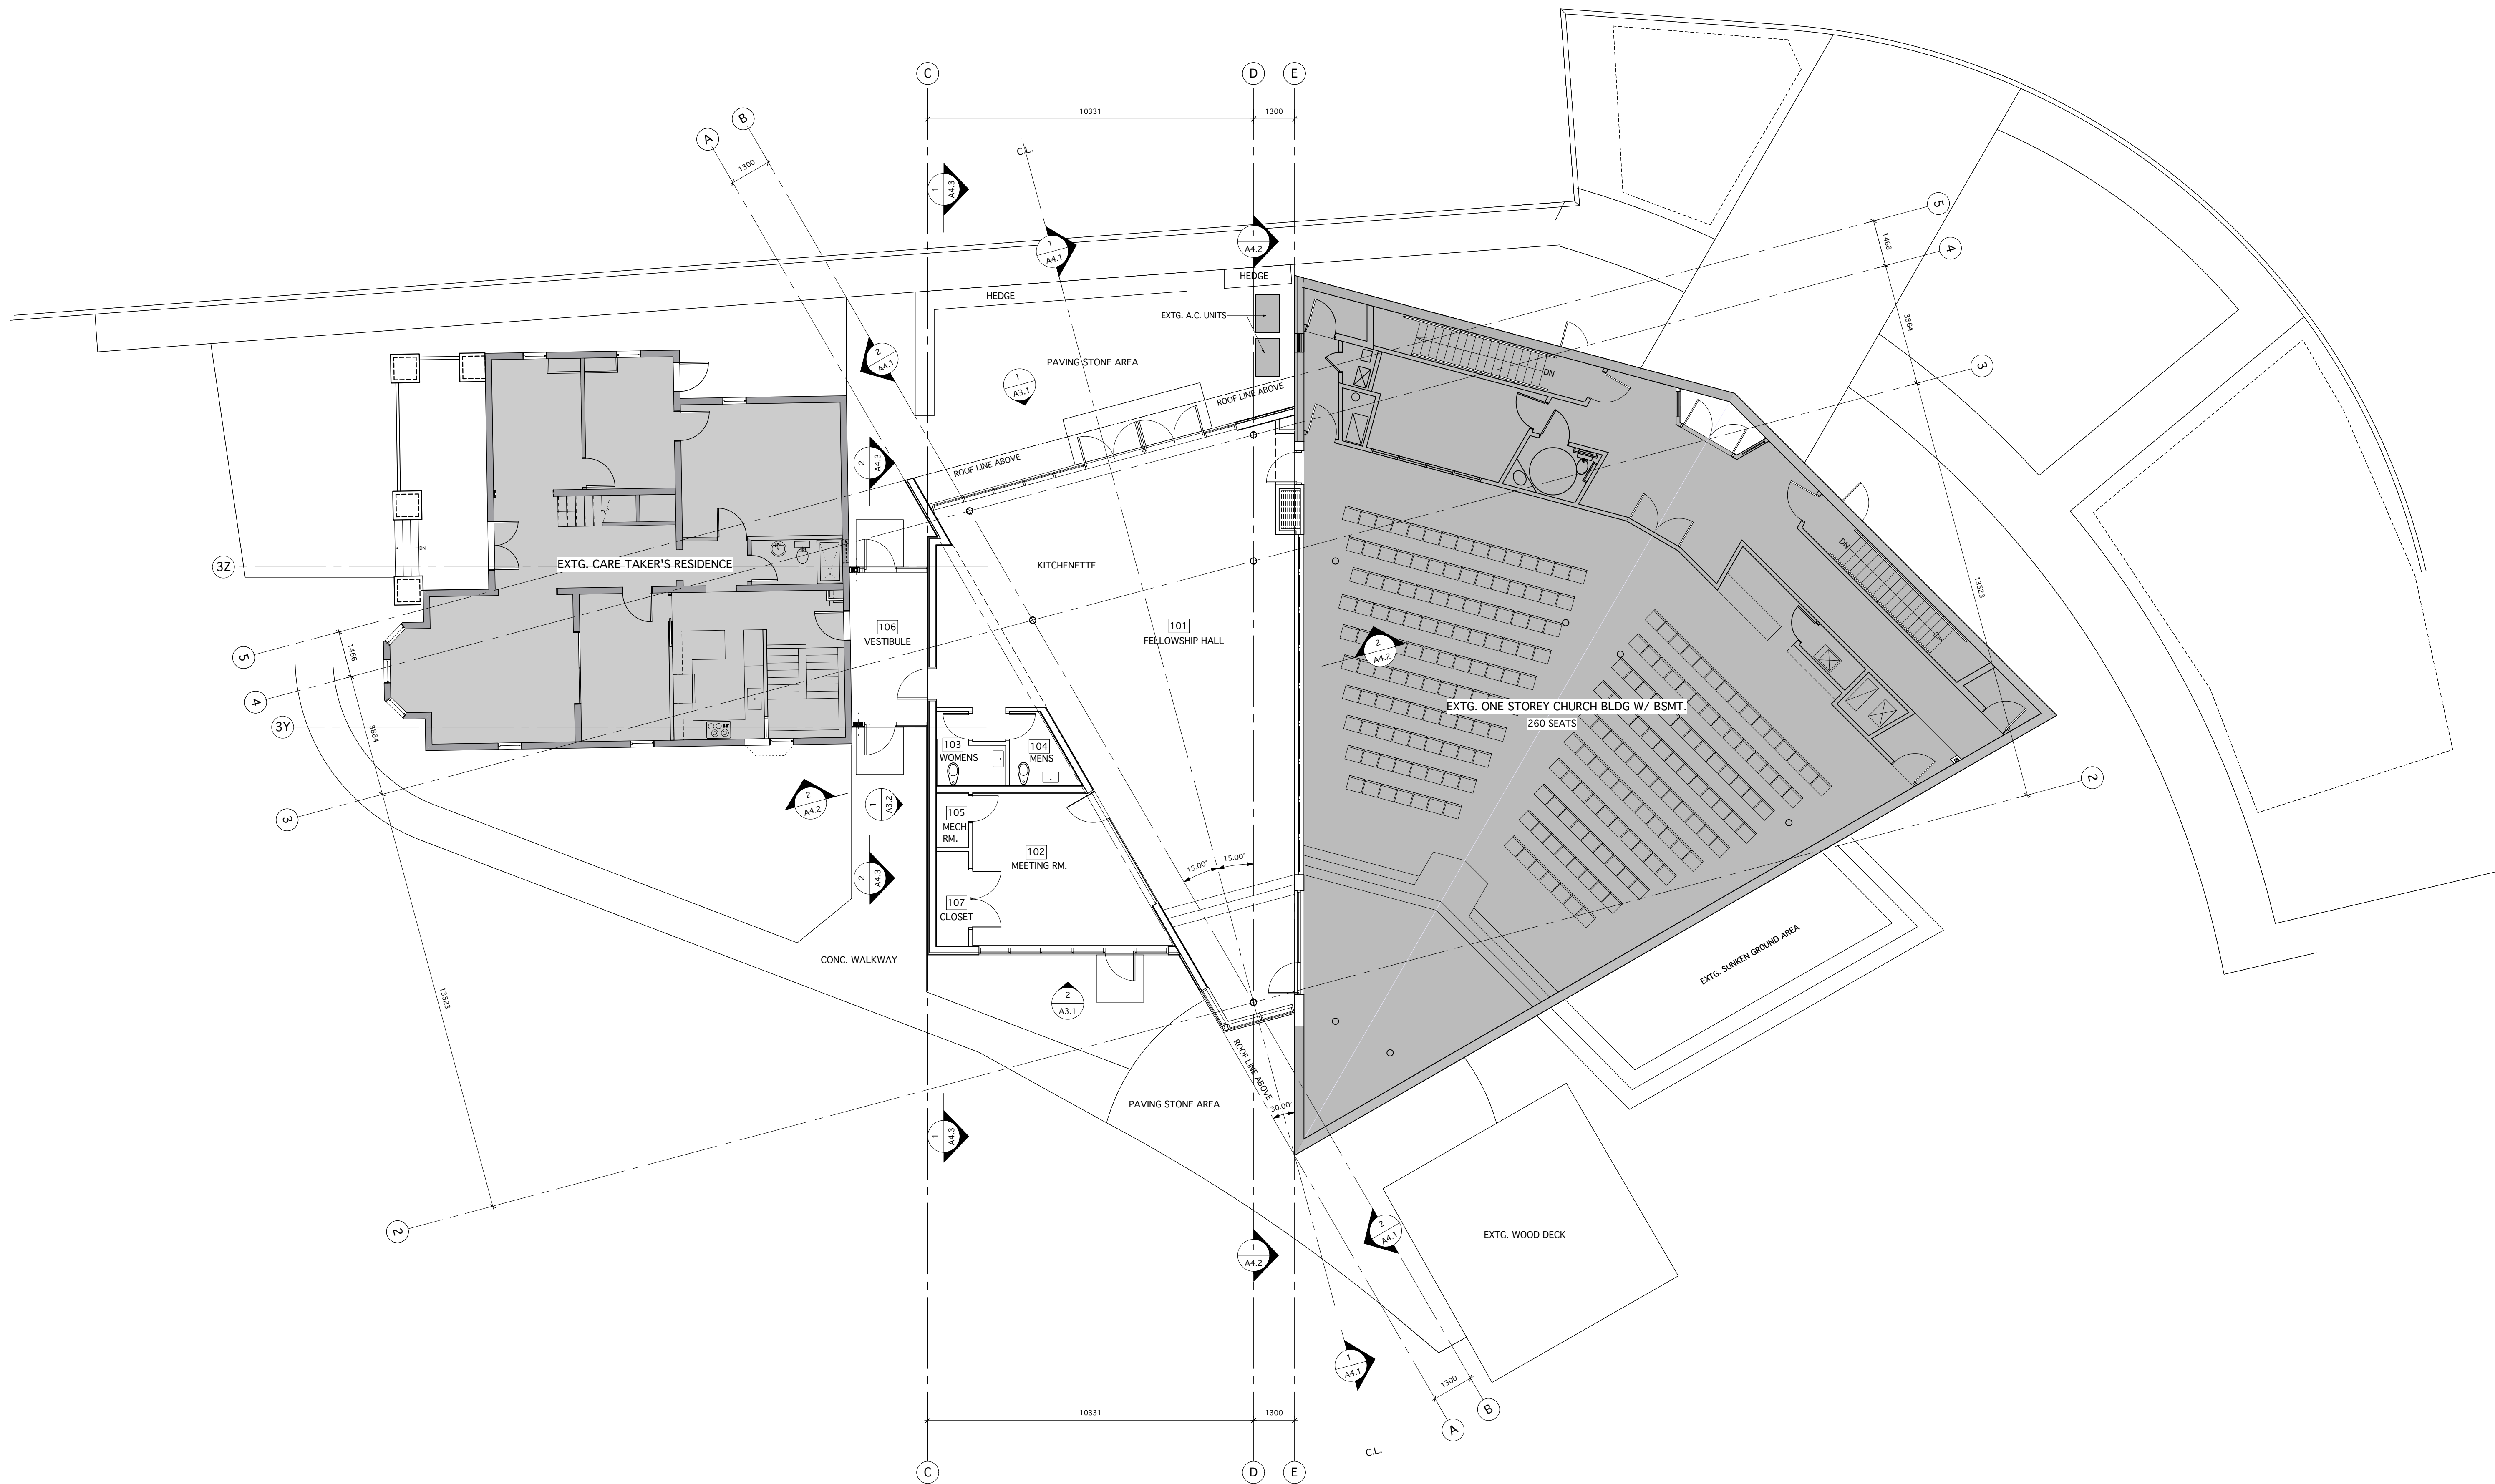 C
D
E
10331
1300
B
A
1300
C.L.
1
A4.3
1
A4.1
1
A4.2
5
4
1466
3864
3
HEDGE
HEDGE
EXTG. A.C. UNITS
PAVING STONE AREA
2
A4.1
1
A3.1
ROOF LINE ABOVE
ROOF LINE ABOVE
DN
2
A4.3
DN
DN
3Z
EXTG. CARE TAKER'S RESIDENCE
KITCHENETTE
106
VESTIBULE
101
FELLOWSHIP HALL
13523
5
1466
4
3Y
3864
3
2
A4.2
EXTG. ONE STOREY CHURCH BLDG W/ BSMT.
260 SEATS
103
WOMENS
104
MENS
2
2
A4.2
1
A3.2
105
MECH.
RM.
102
MEETING RM.
15.00°
15.00°
2
A4.3
107
CLOSET
CONC. WALKWAY
EXTG. SUNKEN GROUND AREA
13523
2
A3.1
ROOF LINE ABOVE
30.00°
PAVING STONE AREA
1
A4.3
2
1
A4.2
2
A4.1
EXTG. WOOD DECK
1
A4.1
1300
10331
1300
B
A
C.L.
C
D
E